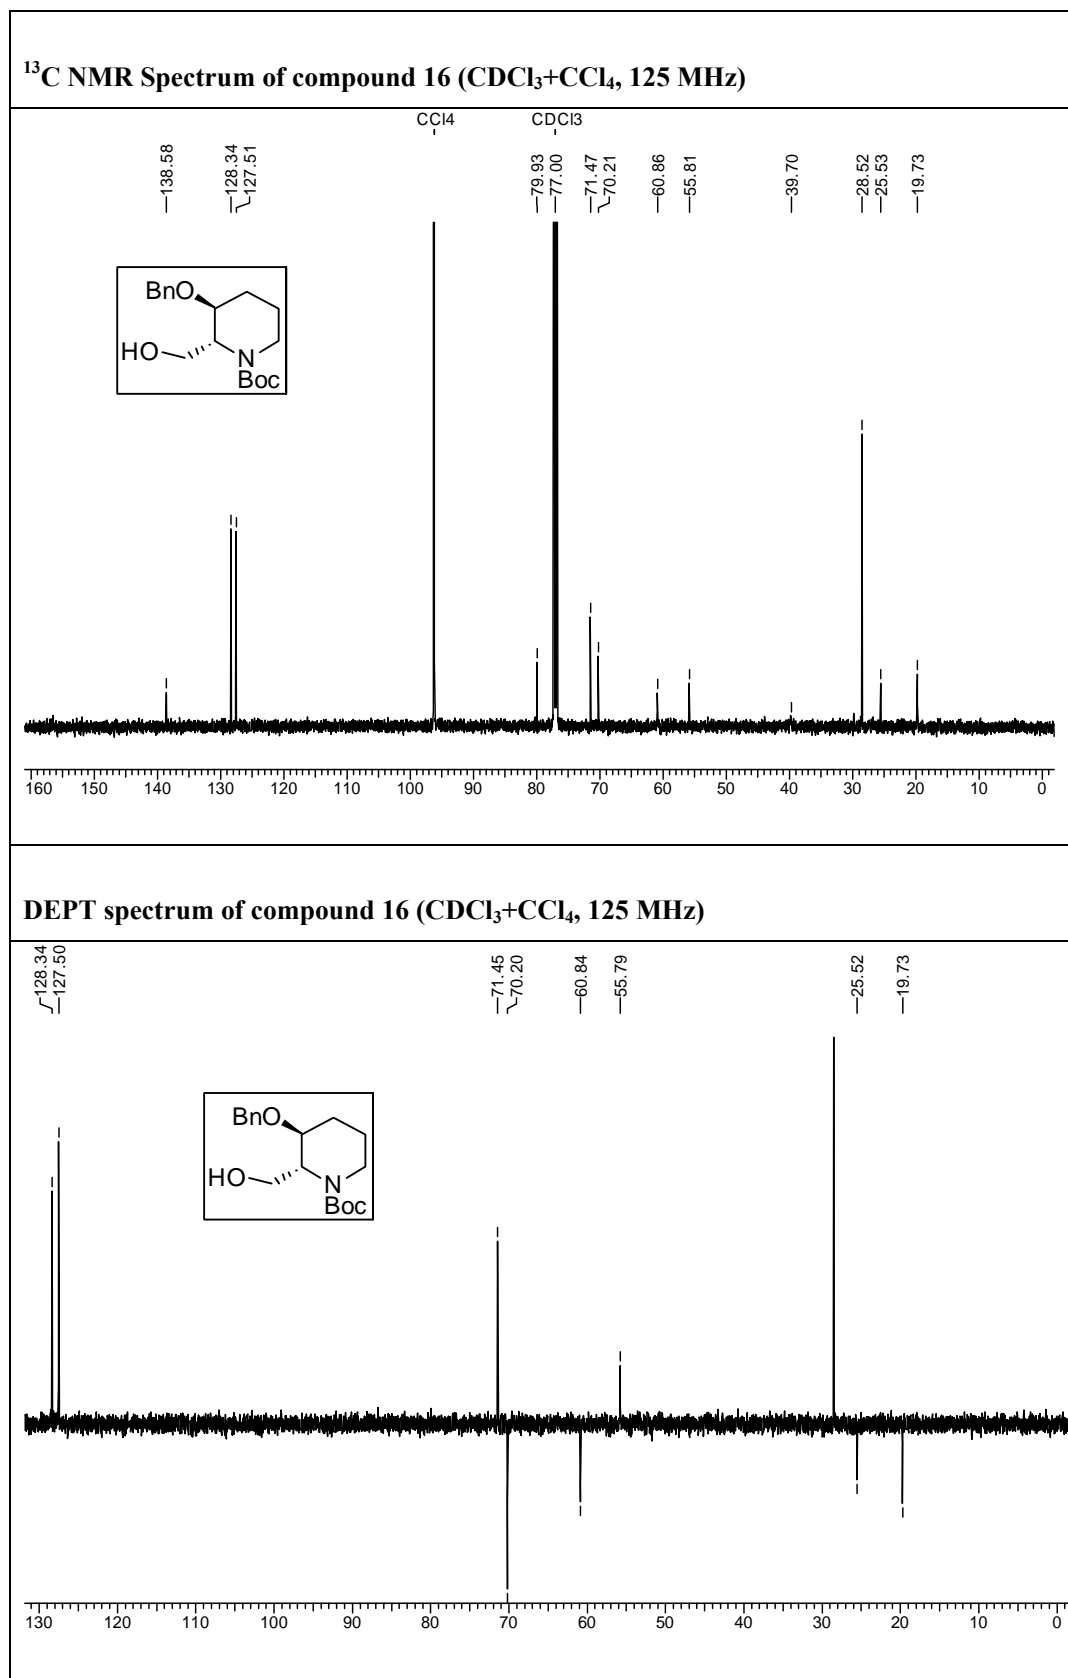 ¹³C NMR Spectrum of compound 16 (CDCl₃+CCl₄, 125 MHz)
CCl4 CDCl3
138.58 128.34 127.51 79.93 77.00 71.47 70.21 60.86 55.81 39.70 28.52 25.53 19.73
BnO
HO
N
Boc
160 150 140 130 120 110 100 90 80 70 60 50 40 30 20 10 0
DEPT spectrum of compound 16 (CDCl₃+CCl₄, 125 MHz)
128.34 127.50 71.45 70.20 60.84 55.79 25.52 19.73
BnO
HO
N
Boc
130 120 110 100 90 80 70 60 50 40 30 20 10 0